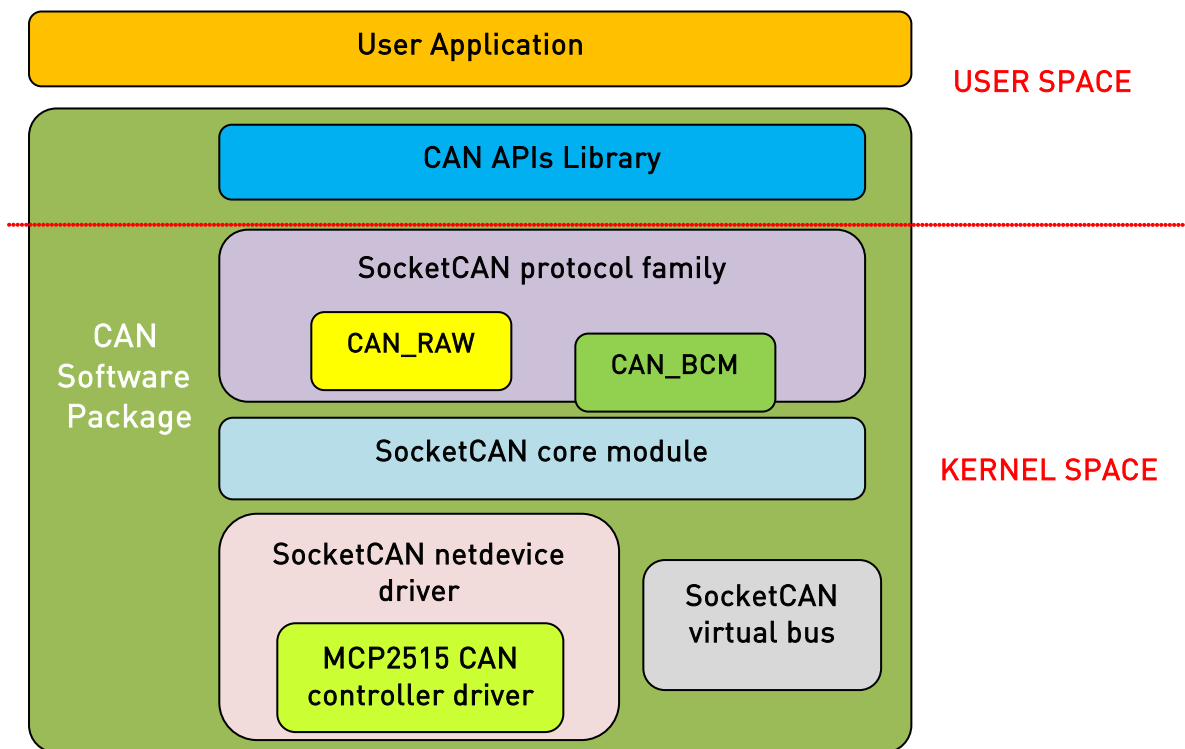 User Application
USER SPACE
CAN APIs Library
SocketCAN protocol family
CAN_RAW
CAN_BCM
CAN
Software
Package
SocketCAN core module
KERNEL SPACE
SocketCAN netdevice
driver
SocketCAN
virtual bus
MCP2515 CAN
controller driver